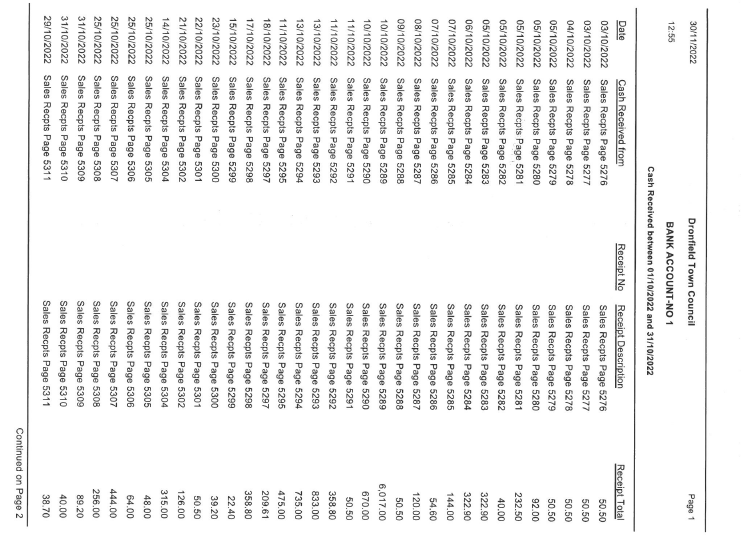 30/11/2022 Dronfield Town Council Page 1
12:55 BANK ACCOUNT-NO 1
Cash Received between 01/10/2022 and 31/10/2022
Date Cash Received from Receipt No Receipt Description Receipt Total
03/10/2022 Sales Recpts Page 5276 Sales Recpts Page 5276 50.50
03/10/2022 Sales Recpts Page 5277 Sales Recpts Page 5277 50.50
04/10/2022 Sales Recpts Page 5278 Sales Recpts Page 5278 50.50
05/10/2022 Sales Recpts Page 5279 Sales Recpts Page 5279 50.50
05/10/2022 Sales Recpts Page 5280 Sales Recpts Page 5280 92.00
05/10/2022 Sales Recpts Page 5281 Sales Recpts Page 5281 232.50
05/10/2022 Sales Recpts Page 5282 Sales Recpts Page 5282 40.00
05/10/2022 Sales Recpts Page 5283 Sales Recpts Page 5283 322.90
06/10/2022 Sales Recpts Page 5284 Sales Recpts Page 5284 322.90
07/10/2022 Sales Recpts Page 5285 Sales Recpts Page 5285 144.00
07/10/2022 Sales Recpts Page 5286 Sales Recpts Page 5286 54.60
08/10/2022 Sales Recpts Page 5287 Sales Recpts Page 5287 120.00
09/10/2022 Sales Recpts Page 5288 Sales Recpts Page 5288 50.50
10/10/2022 Sales Recpts Page 5289 Sales Recpts Page 5289 6,017.00
10/10/2022 Sales Recpts Page 5290 Sales Recpts Page 5290 670.00
11/10/2022 Sales Recpts Page 5291 Sales Recpts Page 5291 50.50
11/10/2022 Sales Recpts Page 5292 Sales Recpts Page 5292 358.80
13/10/2022 Sales Recpts Page 5293 Sales Recpts Page 5293 833.00
13/10/2022 Sales Recpts Page 5294 Sales Recpts Page 5294 735.00
11/10/2022 Sales Recpts Page 5295 Sales Recpts Page 5295 475.00
18/10/2022 Sales Recpts Page 5297 Sales Recpts Page 5297 209.61
17/10/2022 Sales Recpts Page 5298 Sales Recpts Page 5298 358.80
15/10/2022 Sales Recpts Page 5299 Sales Recpts Page 5299 22.40
23/10/2022 Sales Recpts Page 5300 Sales Recpts Page 5300 39.20
22/10/2022 Sales Recpts Page 5301 Sales Recpts Page 5301 50.50
21/10/2022 Sales Recpts Page 5302 Sales Recpts Page 5302 126.00
14/10/2022 Sales Recpts Page 5304 Sales Recpts Page 5304 315.00
25/10/2022 Sales Recpts Page 5305 Sales Recpts Page 5305 48.00
25/10/2022 Sales Recpts Page 5306 Sales Recpts Page 5306 64.00
25/10/2022 Sales Recpts Page 5307 Sales Recpts Page 5307 444.00
25/10/2022 Sales Recpts Page 5308 Sales Recpts Page 5308 256.00
31/10/2022 Sales Recpts Page 5309 Sales Recpts Page 5309 89.20
31/10/2022 Sales Recpts Page 5310 Sales Recpts Page 5310 40.00
29/10/2022 Sales Recpts Page 5311 Sales Recpts Page 5311 38.70
Continued on Page 2